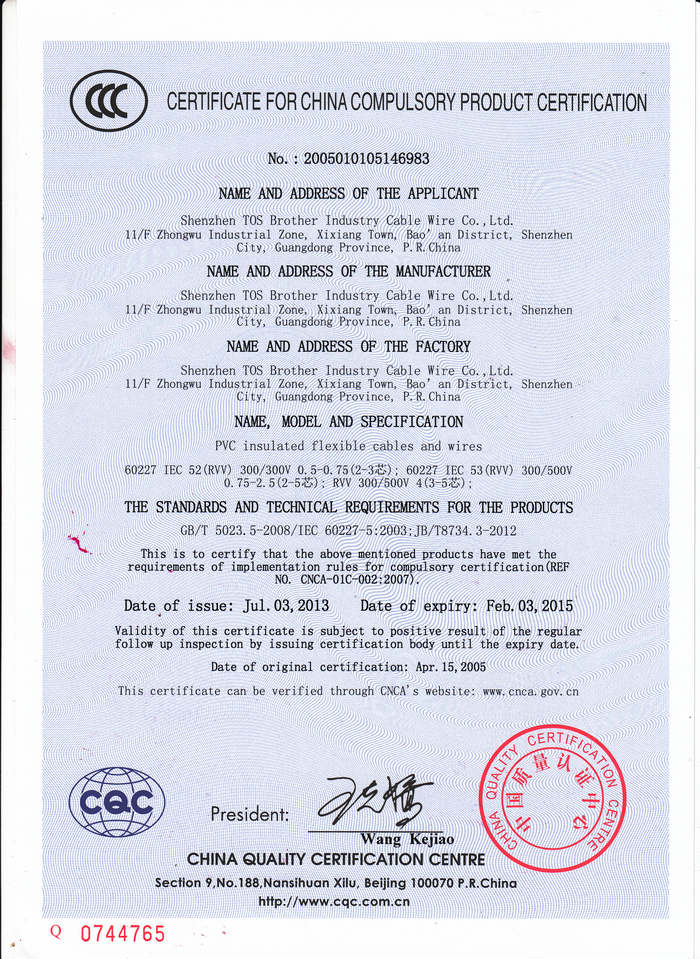 CCC
CERTIFICATE FOR CHINA COMPULSORY PRODUCT CERTIFICATION
No.: 2005010105146983
NAME AND ADDRESS OF THE APPLICANT
Shenzhen TOS Brother Industry Cable Wire Co.,Ltd.
11/F Zhongwu Industrial Zone, Xixiang Town, Bao'an District, Shenzhen
City, Guangdong Province, P.R.China
NAME AND ADDRESS OF THE MANUFACTURER
Shenzhen TOS Brother Industry Cable Wire Co.,Ltd.
11/F Zhongwu Industrial Zone, Xixiang Town, Bao'an District, Shenzhen
City, Guangdong Province, P.R.China
NAME AND ADDRESS OF THE FACTORY
Shenzhen TOS Brother Industry Cable Wire Co.,Ltd.
11/F Zhongwu Industrial Zone, Xixiang Town, Bao'an District, Shenzhen
City, Guangdong Province, P.R.China
NAME, MODEL AND SPECIFICATION
PVC insulated flexible cables and wires
60227 IEC 52(RVV) 300/300V 0.5-0.75(2-3芯); 60227 IEC 53(RVV) 300/500V
0.75-2.5(2-5芯); RVV 300/500V 4(3-5芯);
THE STANDARDS AND TECHNICAL REQUIREMENTS FOR THE PRODUCTS
GB/T 5023.5-2008/IEC 60227-5:2003;JB/T8734.3-2012
This is to certify that the above mentioned products have met the
requirements of implementation rules for compulsory certification(REF
NO. CNCA-01C-002:2007).
Date of issue: Jul.03,2013 Date of expiry: Feb.03,2015
Validity of this certificate is subject to positive result of the regular
follow up inspection by issuing certification body until the expiry date.
Date of original certification: Apr.15,2005
This certificate can be verified through CNCA's website: www.cnca.gov.cn
CHINA QUALITY CERTIFICATION CENTRE
中国质量认证中心
CQC
President: 王克娇
Wang Kejiao
CHINA QUALITY CERTIFICATION CENTRE
Section 9,No.188,Nansihuan Xilu, Beijing 100070 P.R.China
http://www.cqc.com.cn
Q 0744765